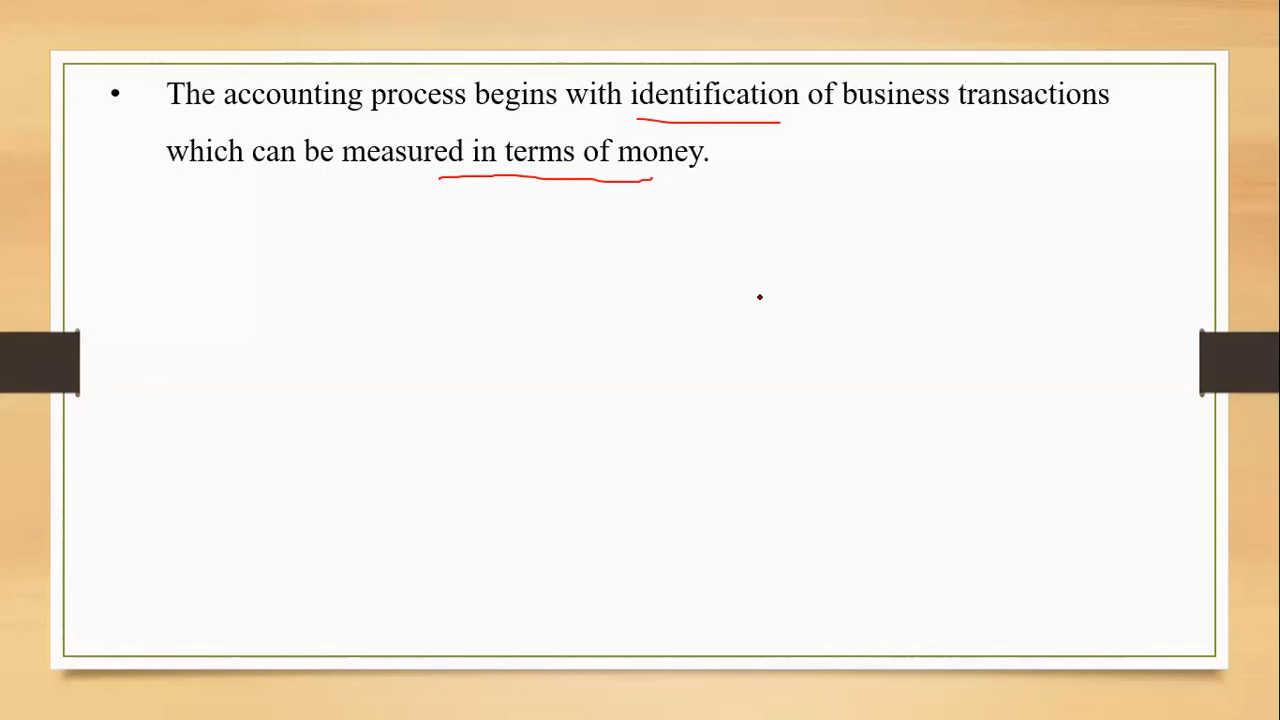 • The accounting process begins with identification of business transactions
which can be measured in terms of money.